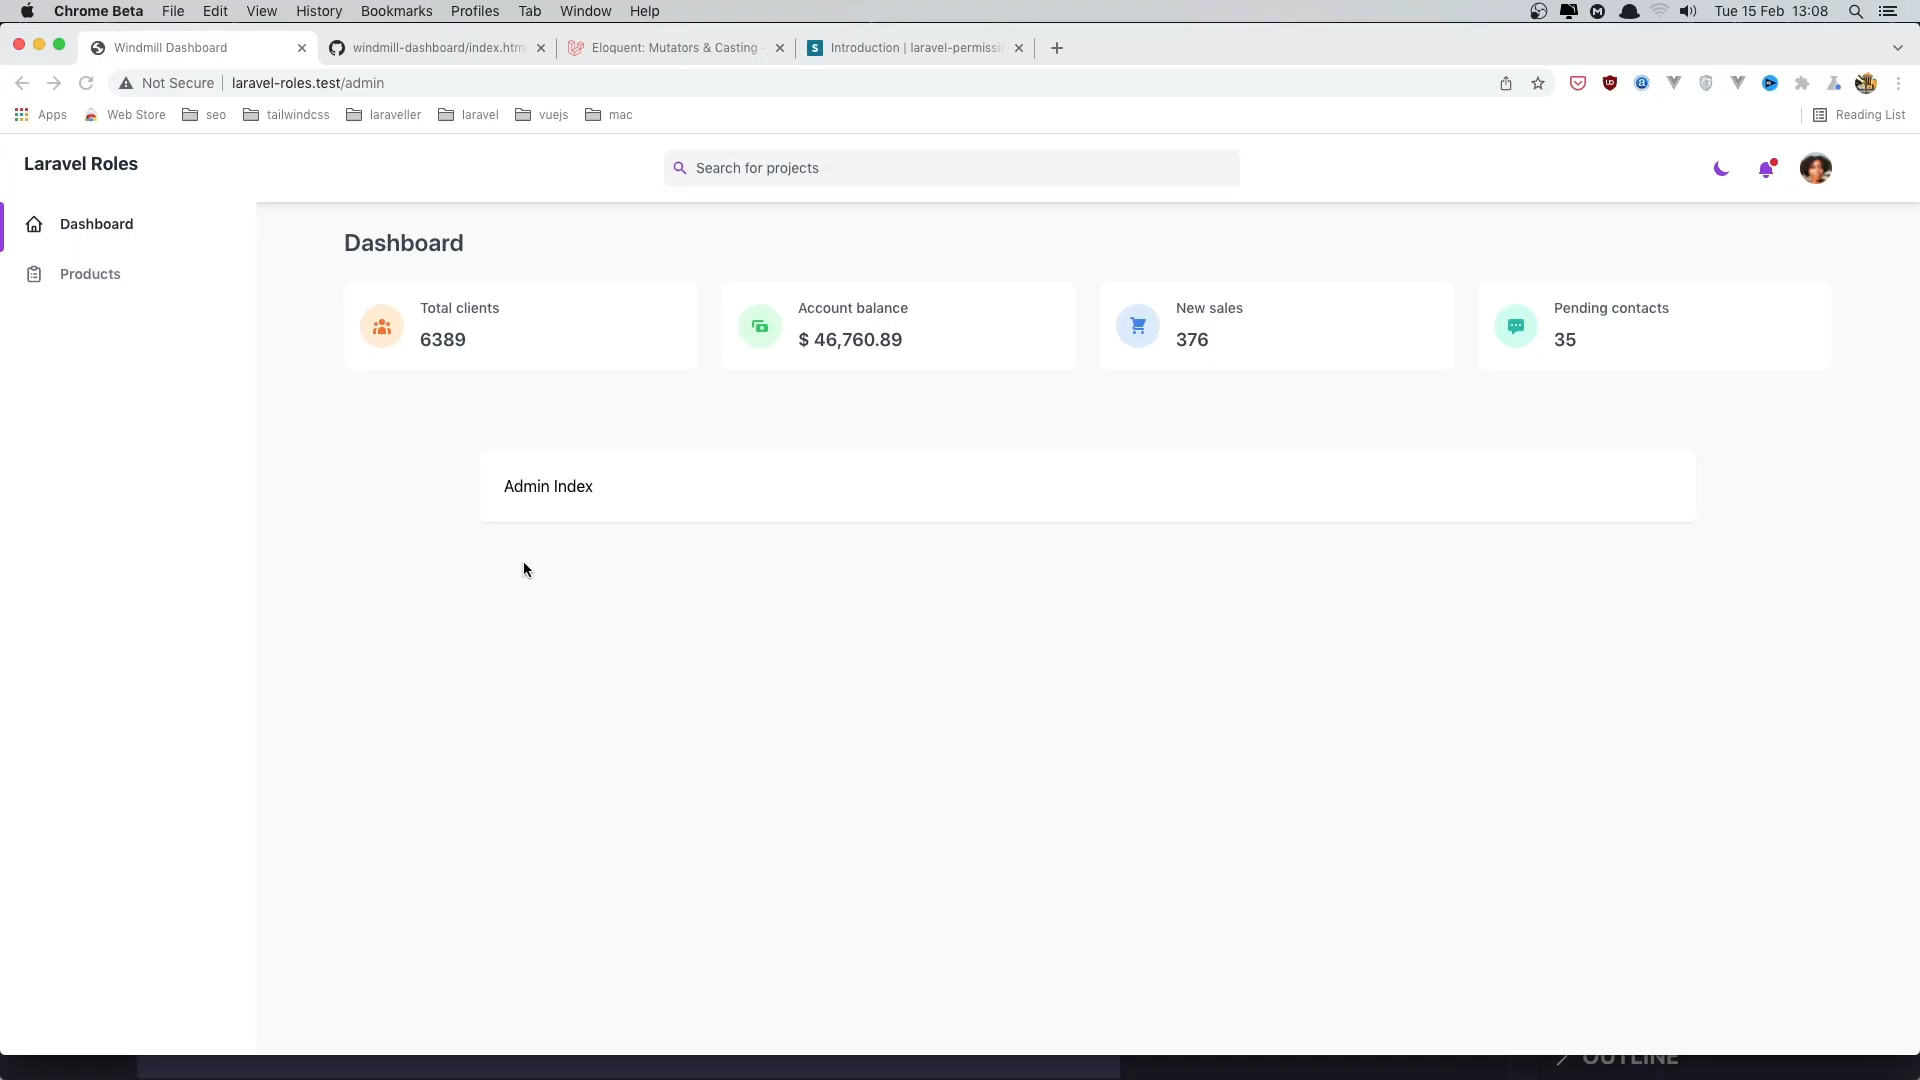 Chrome Beta File Edit View History Bookmarks Profiles Tab Window Help Tue 15 Feb 13:08
Windmill Dashboard windmill-dashboard/index.htm Eloquent: Mutators & Casting - S Introduction | laravel-permissi
Not Secure laravel-roles.test/admin
Apps Web Store seo tailwindcss laraveller laravel vuejs mac Reading List
Laravel Roles
Search for projects
Dashboard
Products
Dashboard
Total clients
6389
Account balance
$ 46,760.89
New sales
376
Pending contacts
35
Admin Index
OUTLINE